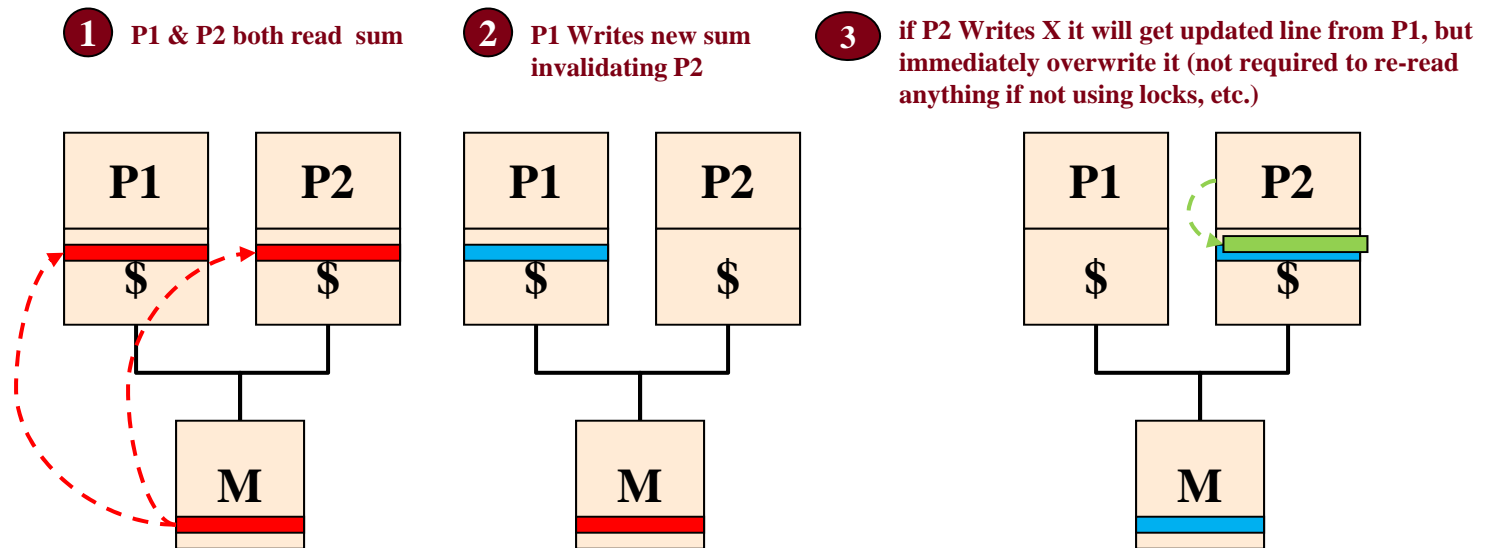 1
P1 & P2 both read sum
2
P1 Writes new sum
invalidating P2
3
if P2 Writes X it will get updated line from P1, but
immediately overwrite it (not required to re-read
anything if not using locks, etc.)
P1
P2
$
$
M
P1
P2
$
$
M
P1
P2
$
$
M